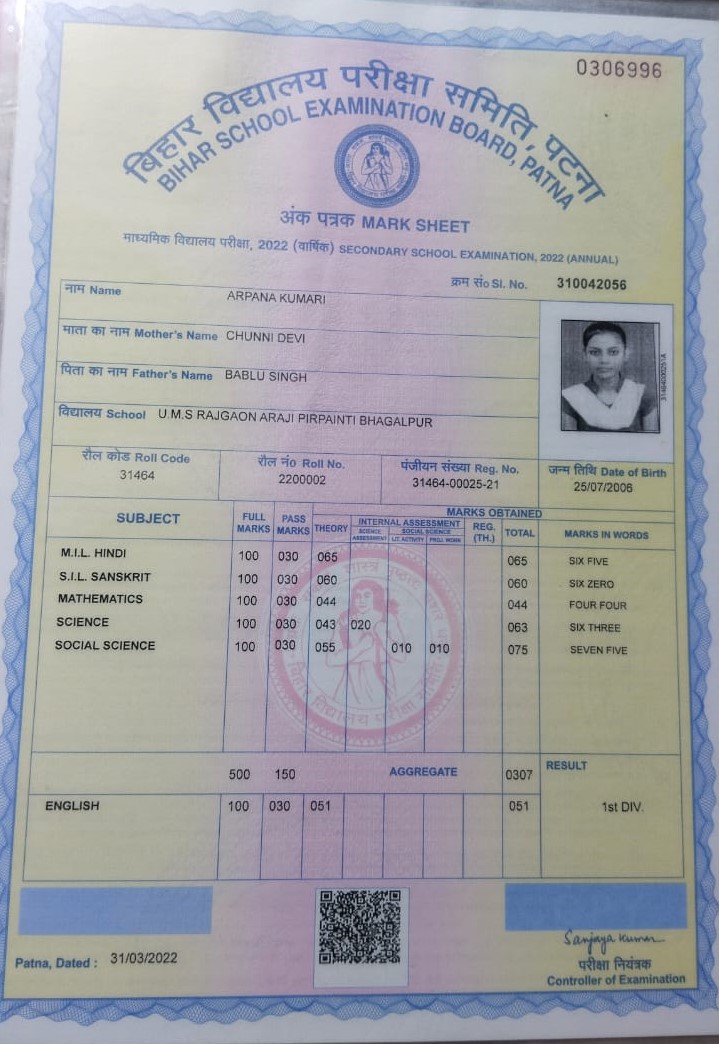 0306996
बिहार विद्यालय परीक्षा समिति, पटना
BIHAR SCHOOL EXAMINATION BOARD, PATNA
अंक पत्रक MARK SHEET
माध्यमिक विद्यालय परीक्षा, 2022 (वार्षिक) SECONDARY SCHOOL EXAMINATION, 2022 (ANNUAL)
क्रम सं० Sl. No. 310042056
नाम Name ARPANA KUMARI
माता का नाम Mother's Name CHUNNI DEVI
पिता का नाम Father's Name BABLU SINGH
विद्यालय School U.M.S RAJGAON ARAJI PIRPAINTI BHAGALPUR
रौल कोड Roll Code रौल नं० Roll No. पंजीयन संख्या Reg. No. जन्म तिथि Date of Birth
31464 2200002 31464-00025-21 25/07/2006
SUBJECT FULL MARKS PASS MARKS MARKS OBTAINED
THEORY INTERNAL ASSESSMENT REG. (TH.) TOTAL MARKS IN WORDS
SCIENCE ASSESSMENT SOCIAL SCIENCE
LIT. ACTIVITY PROJ. WORK
M.I.L. HINDI 100 030 065 065 SIX FIVE
S.I.L. SANSKRIT 100 030 060 060 SIX ZERO
MATHEMATICS 100 030 044 044 FOUR FOUR
SCIENCE 100 030 043 020 063 SIX THREE
SOCIAL SCIENCE 100 030 055 010 010 075 SEVEN FIVE
500 150 AGGREGATE 0307 RESULT
ENGLISH 100 030 051 051 1st DIV.
Sanjaya Kumar
Patna, Dated : 31/03/2022
परीक्षा नियंत्रक
Controller of Examination